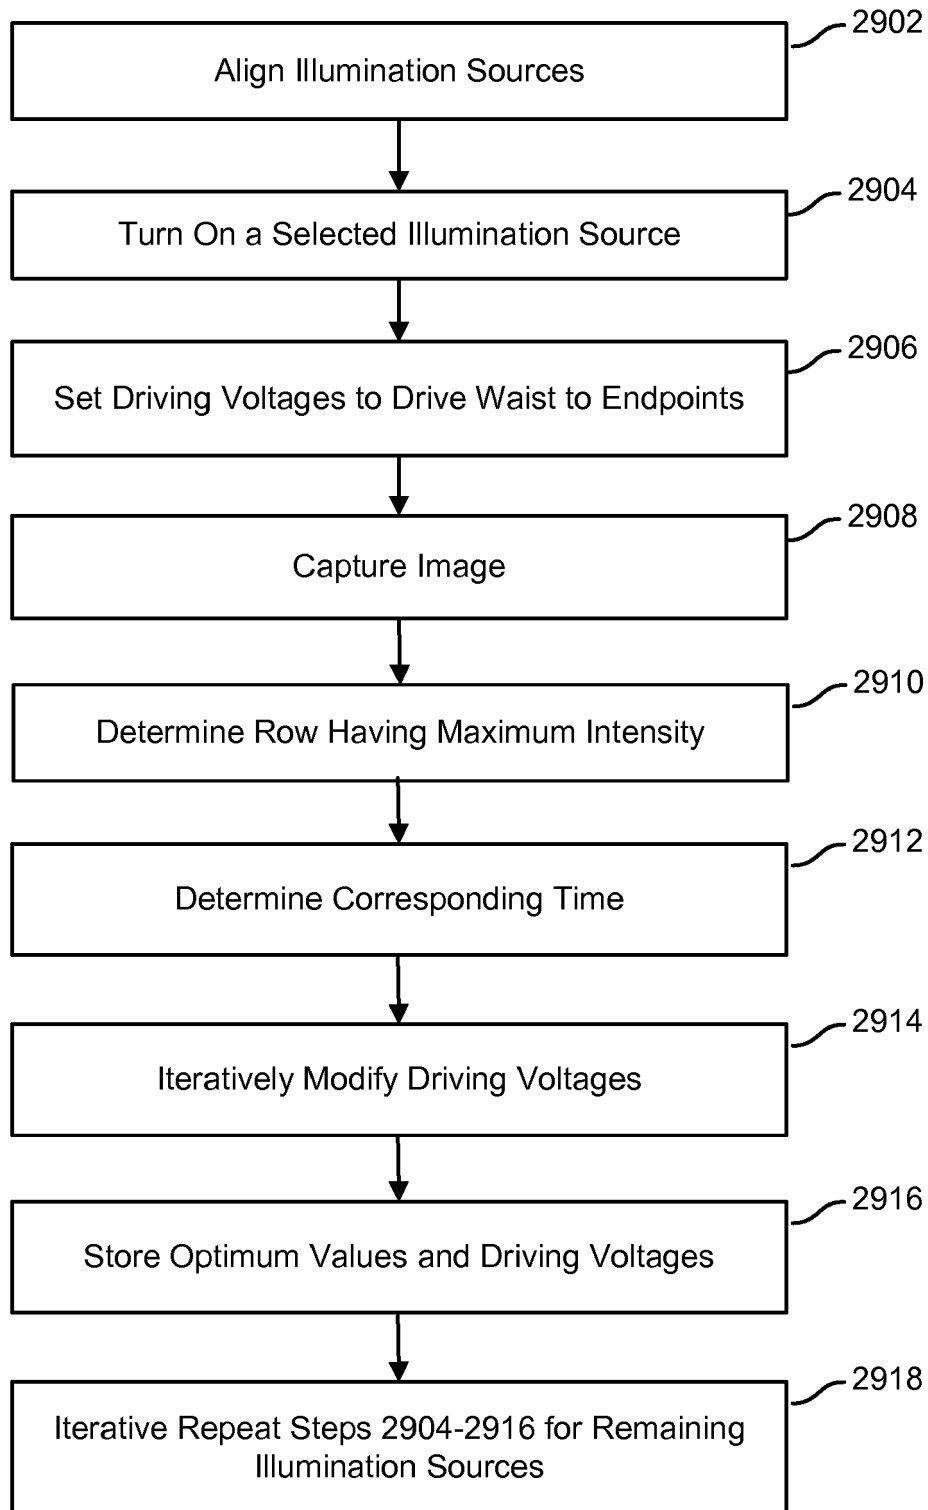 2902
Align Illumination Sources
2904
Turn On a Selected Illumination Source
2906
Set Driving Voltages to Drive Waist to Endpoints
2908
Capture Image
2910
Determine Row Having Maximum Intensity
2912
Determine Corresponding Time
2914
Iteratively Modify Driving Voltages
2916
Store Optimum Values and Driving Voltages
2918
Iterative Repeat Steps 2904-2916 for Remaining
Illumination Sources